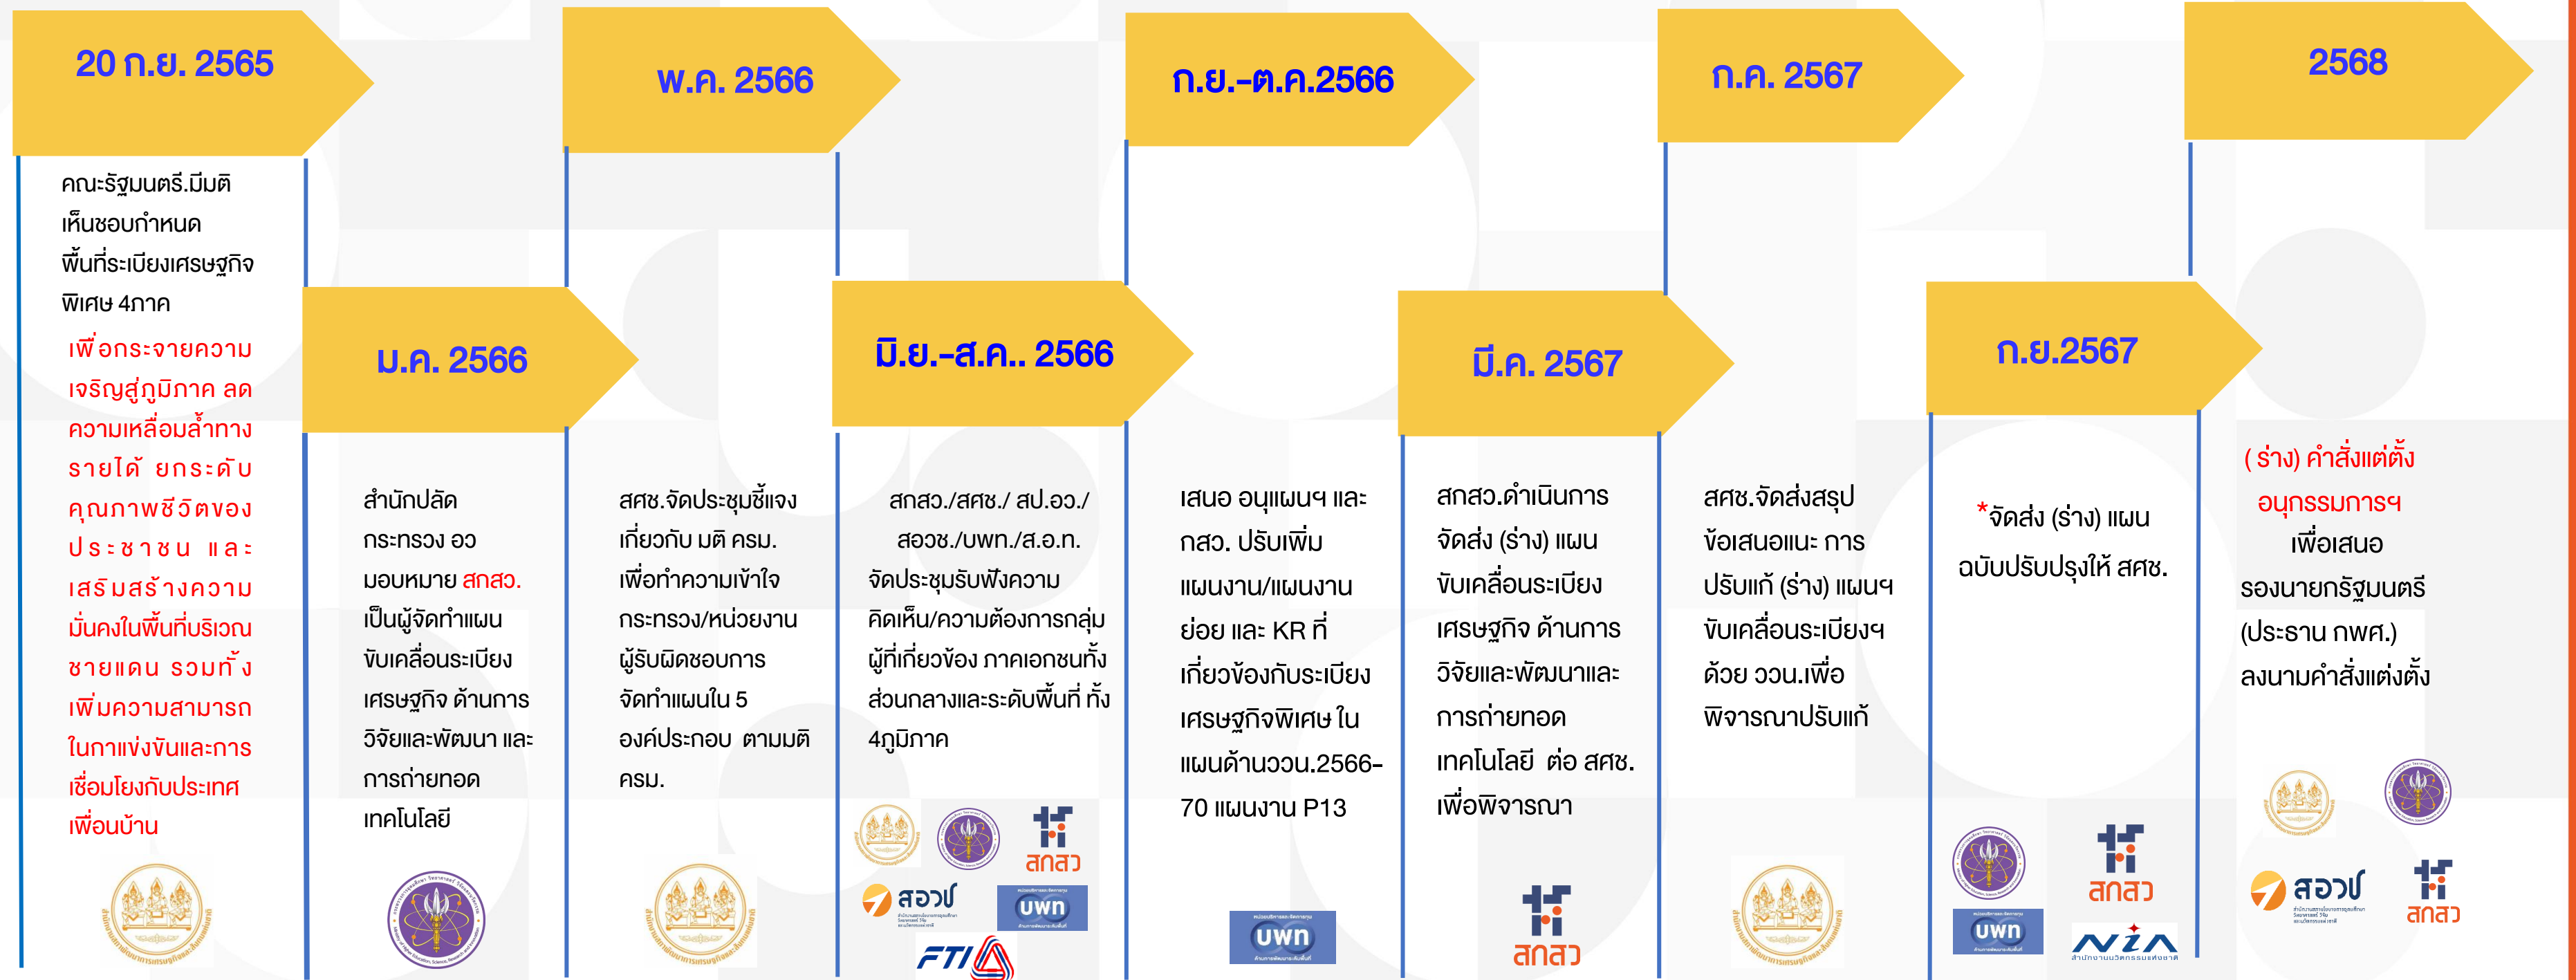 20 ก.ย. 2565
คณะรัฐมนตรี.มีมติ
เห็นชอบกำหนด
พื้นที่ระเบียงเศรษฐกิจ
พิเศษ 4ภาค
เพื่อกระจายความ
เจริญสู่ภูมิภาค ลด
ความเหลื่อมล้ำทาง
รายได้ ยกระดับ
คุณภาพชีวิตของ
ประชาชน และ
เสริมสร้างความ
มั่นคงในพื้นที่บริเวณ
ชายแดน รวมทั้ง
เพิ่มความสามารถ
ในกาแข่งขันและการ
เชื่อมโยงกับประเทศ
เพื่อนบ้าน
ม.ค. 2566
สำนักปลัด
กระทรวง อว
มอบหมาย สกสว.
เป็นผู้จัดทำแผน
ขับเคลื่อนระเบียง
เศรษฐกิจ ด้านการ
วิจัยและพัฒนา และ
การถ่ายทอด
เทคโนโลยี
พ.ค. 2566
สศช.จัดประชุมชี้แจง
เกี่ยวกับ มติ ครม.
เพื่อทำความเข้าใจ
กระทรวง/หน่วยงาน
ผู้รับผิดชอบการ
จัดทำแผนใน 5
องค์ประกอบ ตามมติ
ครม.
มิ.ย.-ส.ค.. 2566
สกสว./สศช./ สป.อว./
สอวช./บพท./ส.อ.ท.
จัดประชุมรับฟังความ
คิดเห็น/ความต้องการกลุ่ม
ผู้ที่เกี่ยวข้อง ภาคเอกชนทั้ง
ส่วนกลางและระดับพื้นที่ ทั้ง
4ภูมิภาค
สกสว
สอวช
บพท
FTI
ก.ย.-ต.ค.2566
เสนอ อนุแผนฯ และ
กสว. ปรับเพิ่ม
แผนงาน/แผนงาน
ย่อย และ KR ที่
เกี่ยวข้องกับระเบียง
เศรษฐกิจพิเศษ ใน
แผนด้านววน.2566-
70 แผนงาน P13
บพท
มี.ค. 2567
สกสว.ดำเนินการ
จัดส่ง (ร่าง) แผน
ขับเคลื่อนระเบียง
เศรษฐกิจ ด้านการ
วิจัยและพัฒนาและ
การถ่ายทอด
เทคโนโลยี ต่อ สศช.
เพื่อพิจารณา
สกสว
ก.ค. 2567
สศช.จัดส่งสรุป
ข้อเสนอแนะ การ
ปรับแก้ (ร่าง) แผนฯ
ขับเคลื่อนระเบียงฯ
ด้วย ววน.เพื่อ
พิจารณาปรับแก้
ก.ย.2567
*จัดส่ง (ร่าง) แผน
ฉบับปรับปรุงให้ สศช.
สกสว
บพท
NIA
สำนักงานนวัตกรรมแห่งชาติ
2568
( ร่าง) คำสั่งแต่ตั้ง
อนุกรรมการฯ
เพื่อเสนอ
รองนายกรัฐมนตรี
(ประธาน กพศ.)
ลงนามคำสั่งแต่งตั้ง
สอวช
สกสว